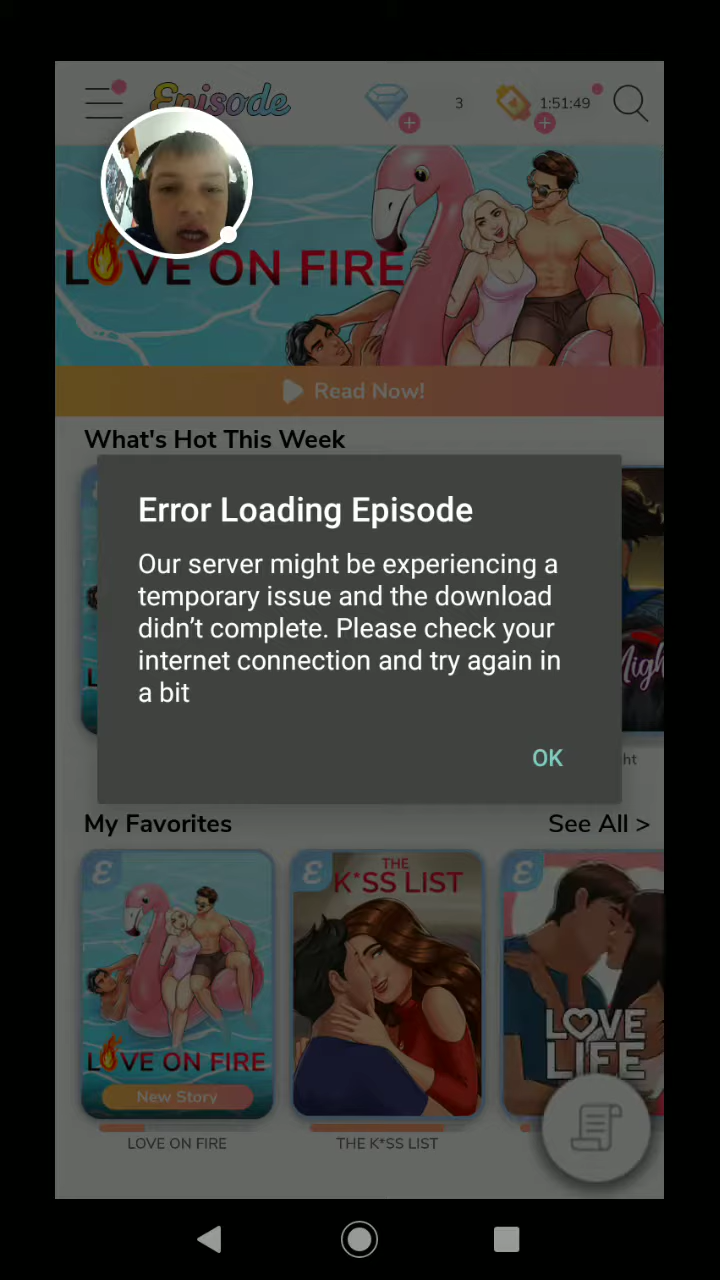 Episode
3
1:51:49
LOVE ON FIRE
Read Now!
What's Hot This Week
Error Loading Episode
Our server might be experiencing a
temporary issue and the download
didn’t complete. Please check your
internet connection and try again in
a bit
OK
ht
My Favorites
See All >
THE
K*SS LIST
LOVE
LIFE
LOVE ON FIRE
New Story
LOVE ON FIRE
THE K*SS LIST